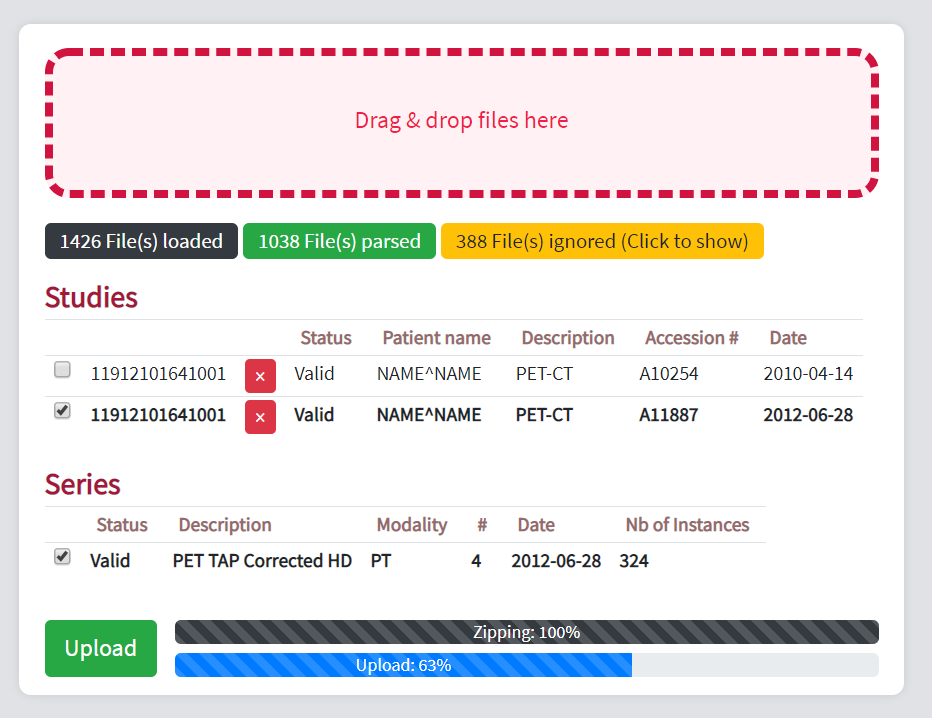 Drag & drop files here
1426 File(s) loaded 1038 File(s) parsed 388 File(s) ignored (Click to show)
Studies
Status Patient name Description Accession # Date
11912101641001 × Valid NAME^NAME PET-CT A10254 2010-04-14
11912101641001 × Valid NAME^NAME PET-CT A11887 2012-06-28
Series
Status Description Modality # Date Nb of Instances
Valid PET TAP Corrected HD PT 4 2012-06-28 324
Upload
Zipping: 100%
Upload: 63%